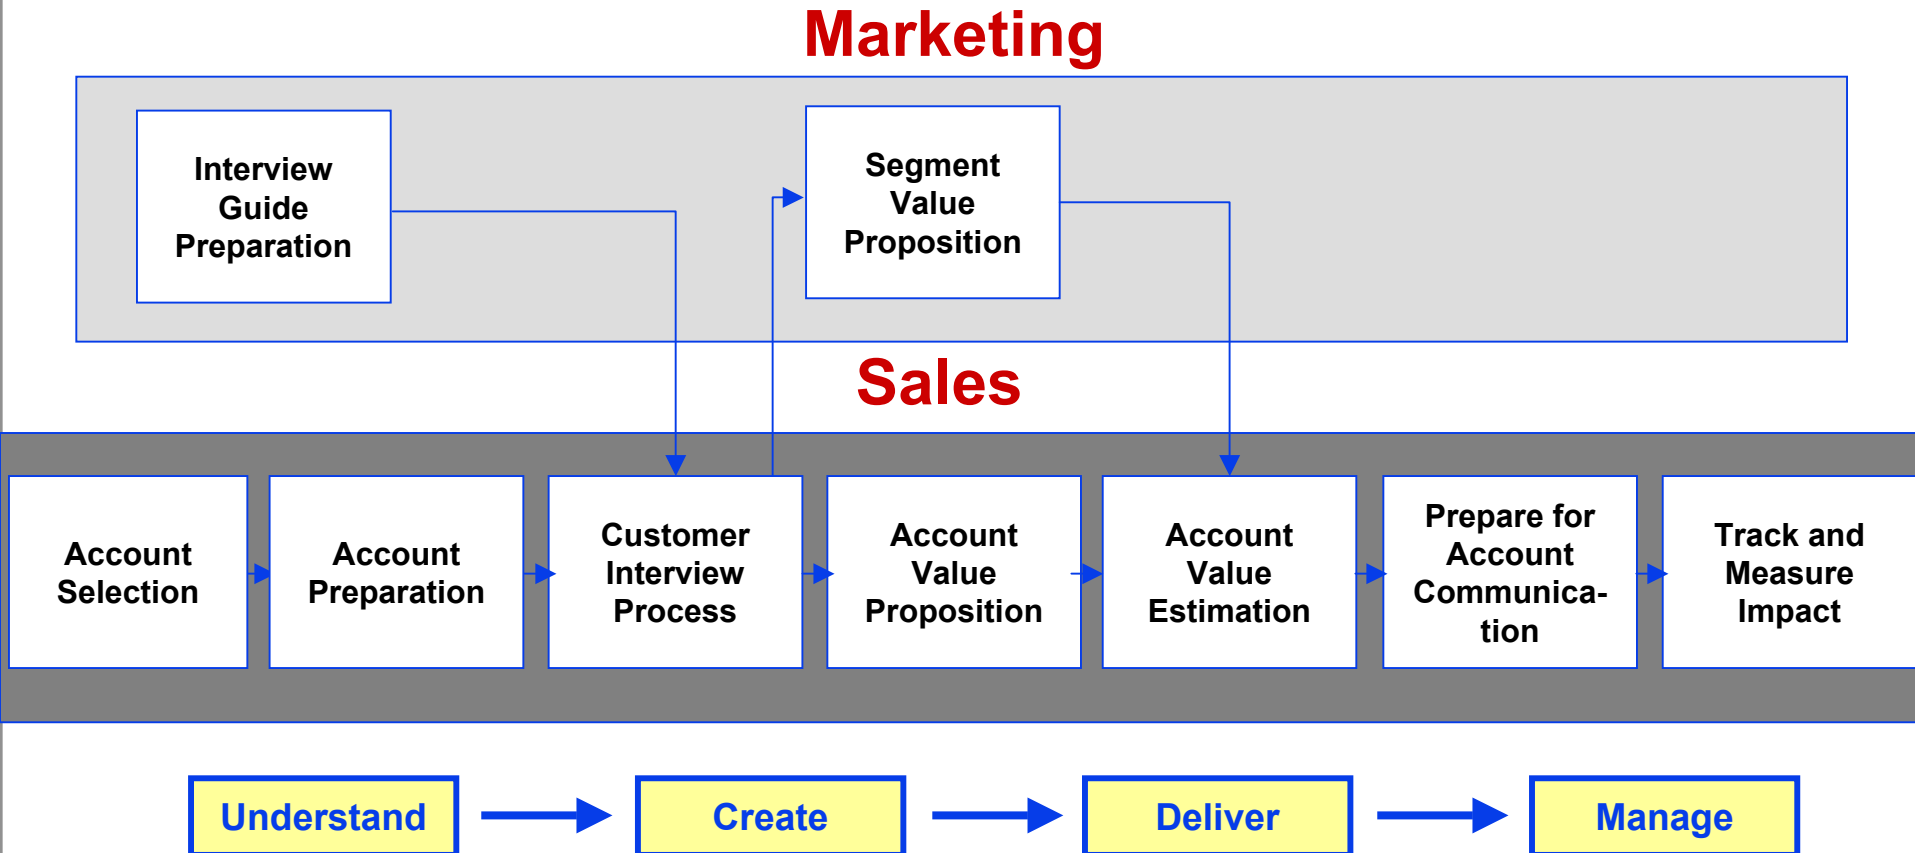 Marketing
Interview
Guide
Preparation
Segment
Value
Proposition
Sales
Account
Selection
Account
Preparation
Customer
Interview
Process
Account
Value
Proposition
Account
Value
Estimation
Prepare for
Account
Communica-
tion
Track and
Measure
Impact
Understand
Create
Deliver
Manage